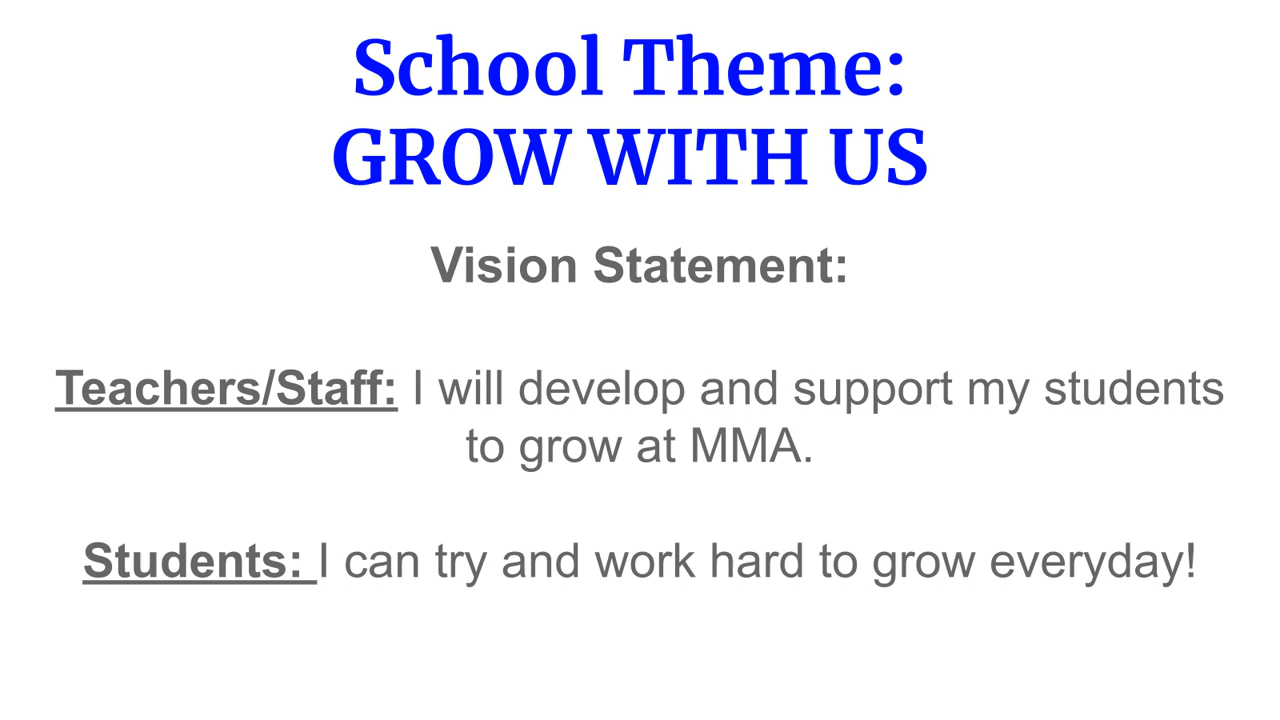 School Theme:
GROW WITH US
Vision Statement:
Teachers/Staff: I will develop and support my students
to grow at MMA.
Students: I can try and work hard to grow everyday!